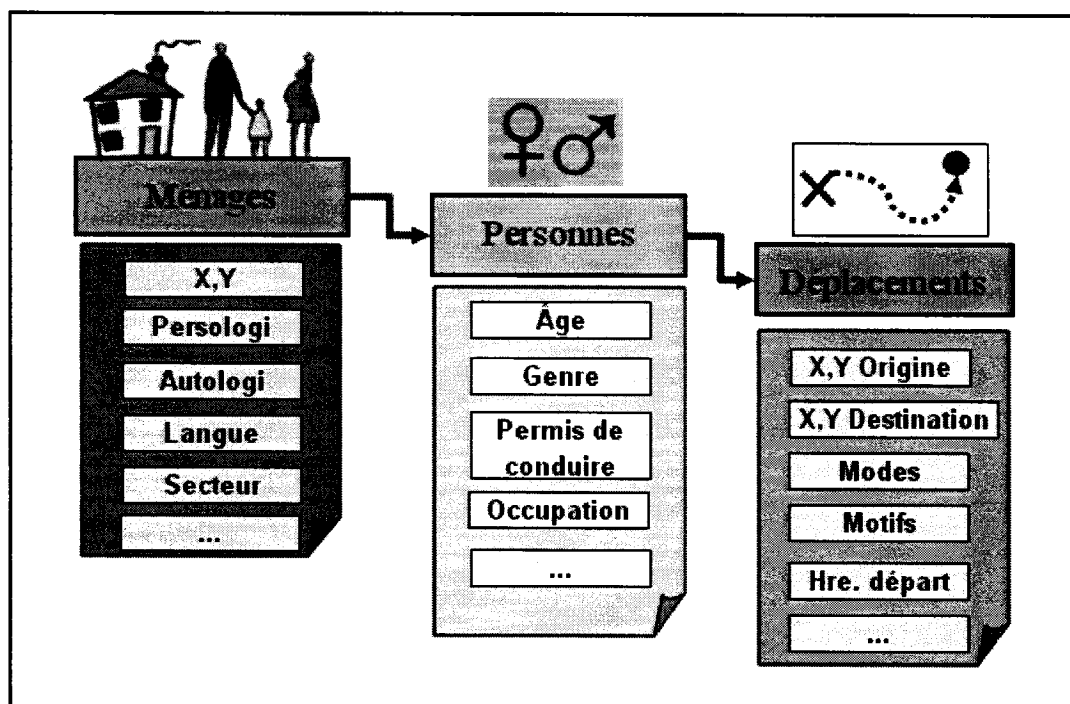 Ménages
X,Y
Persologi
Autologi
Langue
Secteur
...
Personnes
Âge
Genre
Permis de
conduire
Occupation
...
Déplacements
X,Y Origine
X,Y Destination
Modes
Motifs
Hre. départ
...